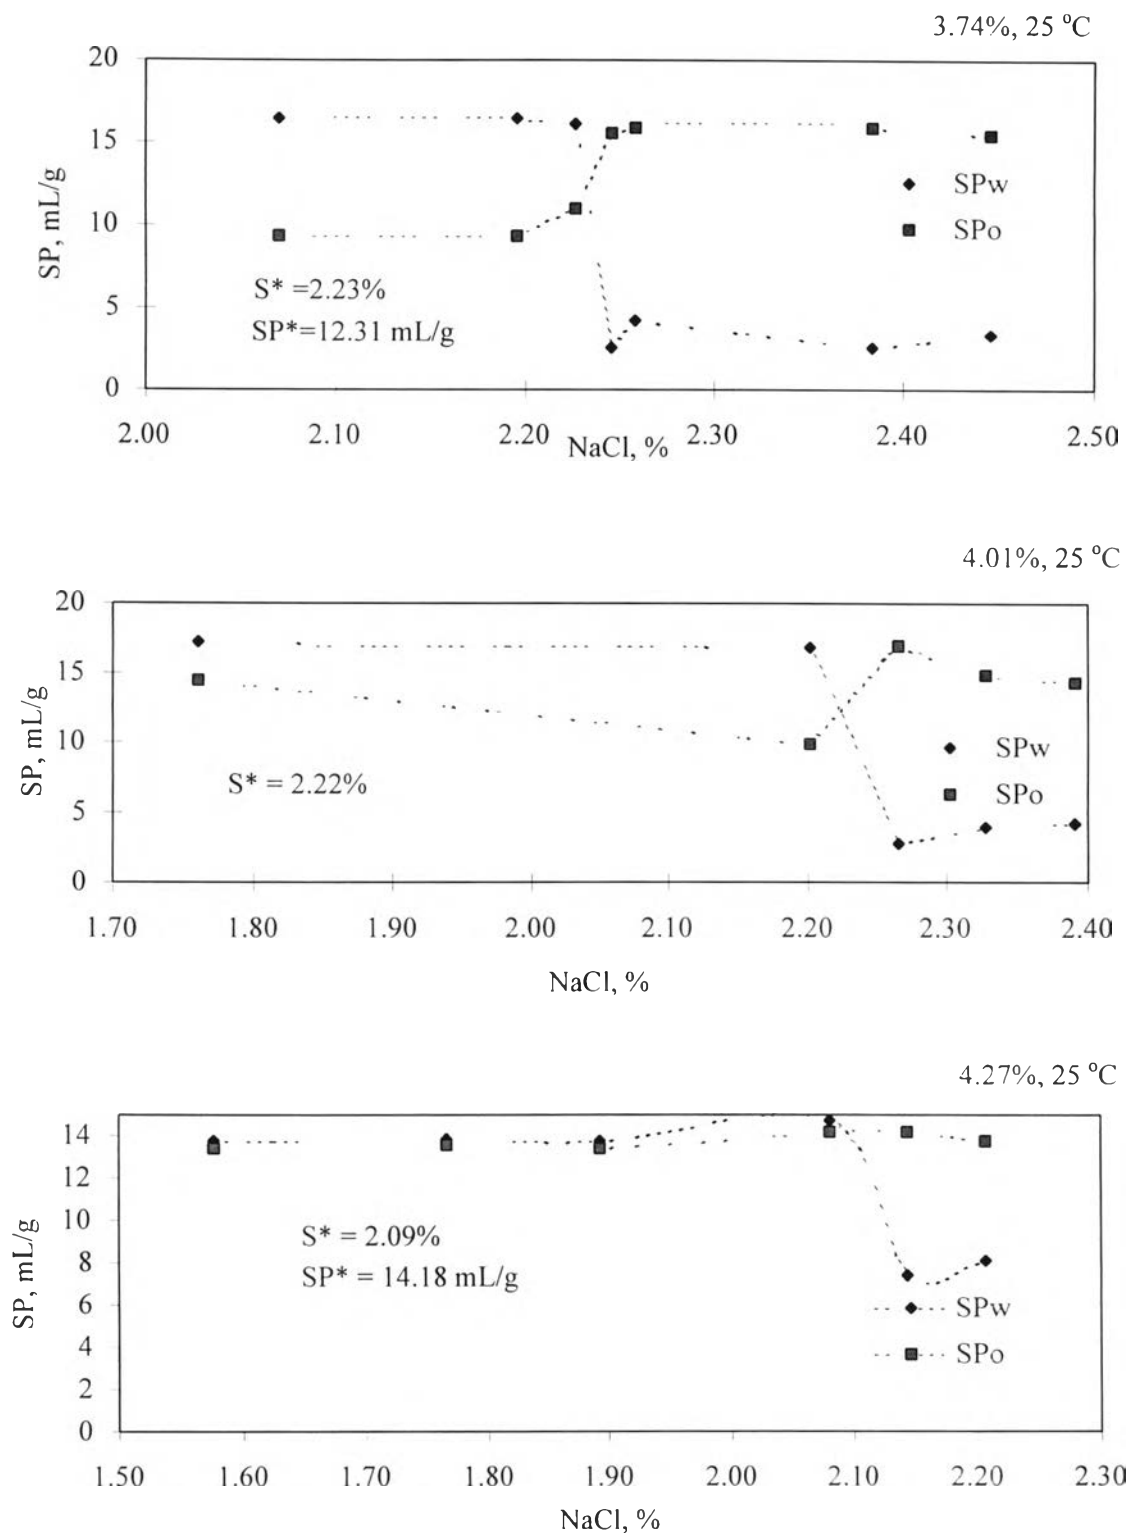 3.74%, 25 °C
20
15
10
5
0
SP, mL/g
SPw
SPo
S* =2.23%
SP*=12.31 mL/g
2.00 2.10 2.20 2.30 2.40 2.50
NaCl, %
4.01%, 25 °C
20
15
10
5
0
SP, mL/g
SPw
SPo
S* = 2.22%
1.70 1.80 1.90 2.00 2.10 2.20 2.30 2.40
NaCl, %
4.27%, 25 °C
14
12
10
8
6
4
2
0
SP, mL/g
S* = 2.09%
SP* = 14.18 mL/g
SPw
SPo
1.50 1.60 1.70 1.80 1.90 2.00 2.10 2.20 2.30
NaCl, %